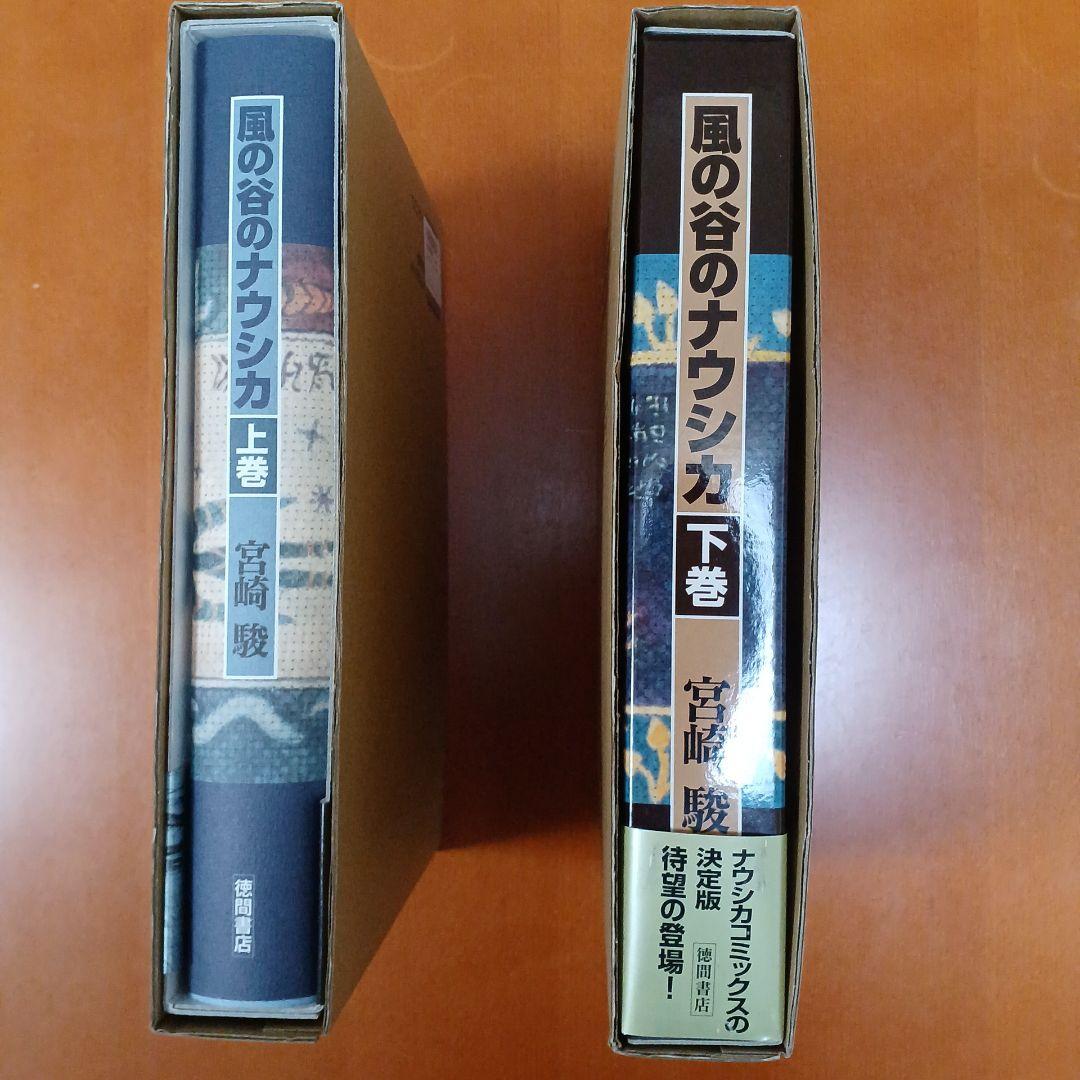 風の谷のナウシカ
上巻
宮崎 駿
徳間書店
風の谷のナウシカ
下巻
宮崎 駿
ナウシカコミックスの
決定版
待望の登場!
徳間書店